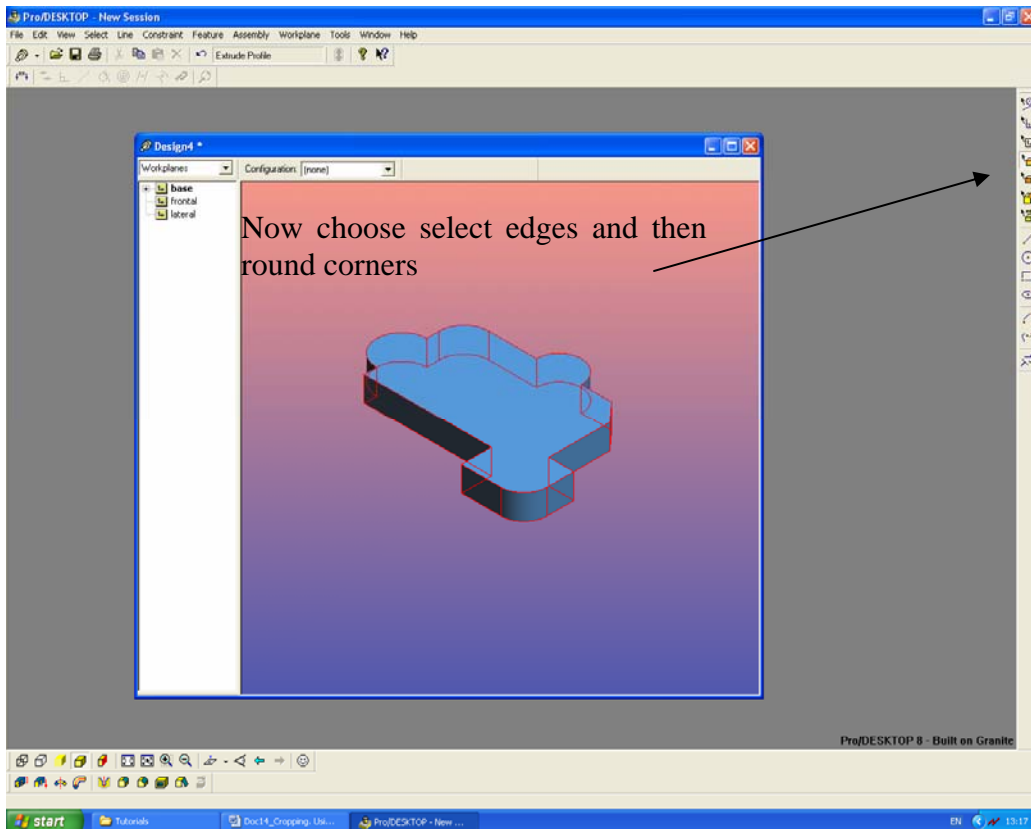 Pro/DESKTOP - New Session
File Edit View Select Line Constraint Feature Assembly Workplane Tools Window Help
Extrude Profile
Design4 *
Workplanes
Configuration: (none)
base
frontal
lateral
Now choose select edges and then
round corners
Pro/DESKTOP 8 - Built on Granite
start
Tutorials
Doc14_Cropping. Usi...
Pro/DESKTOP - New ...
EN
13:17